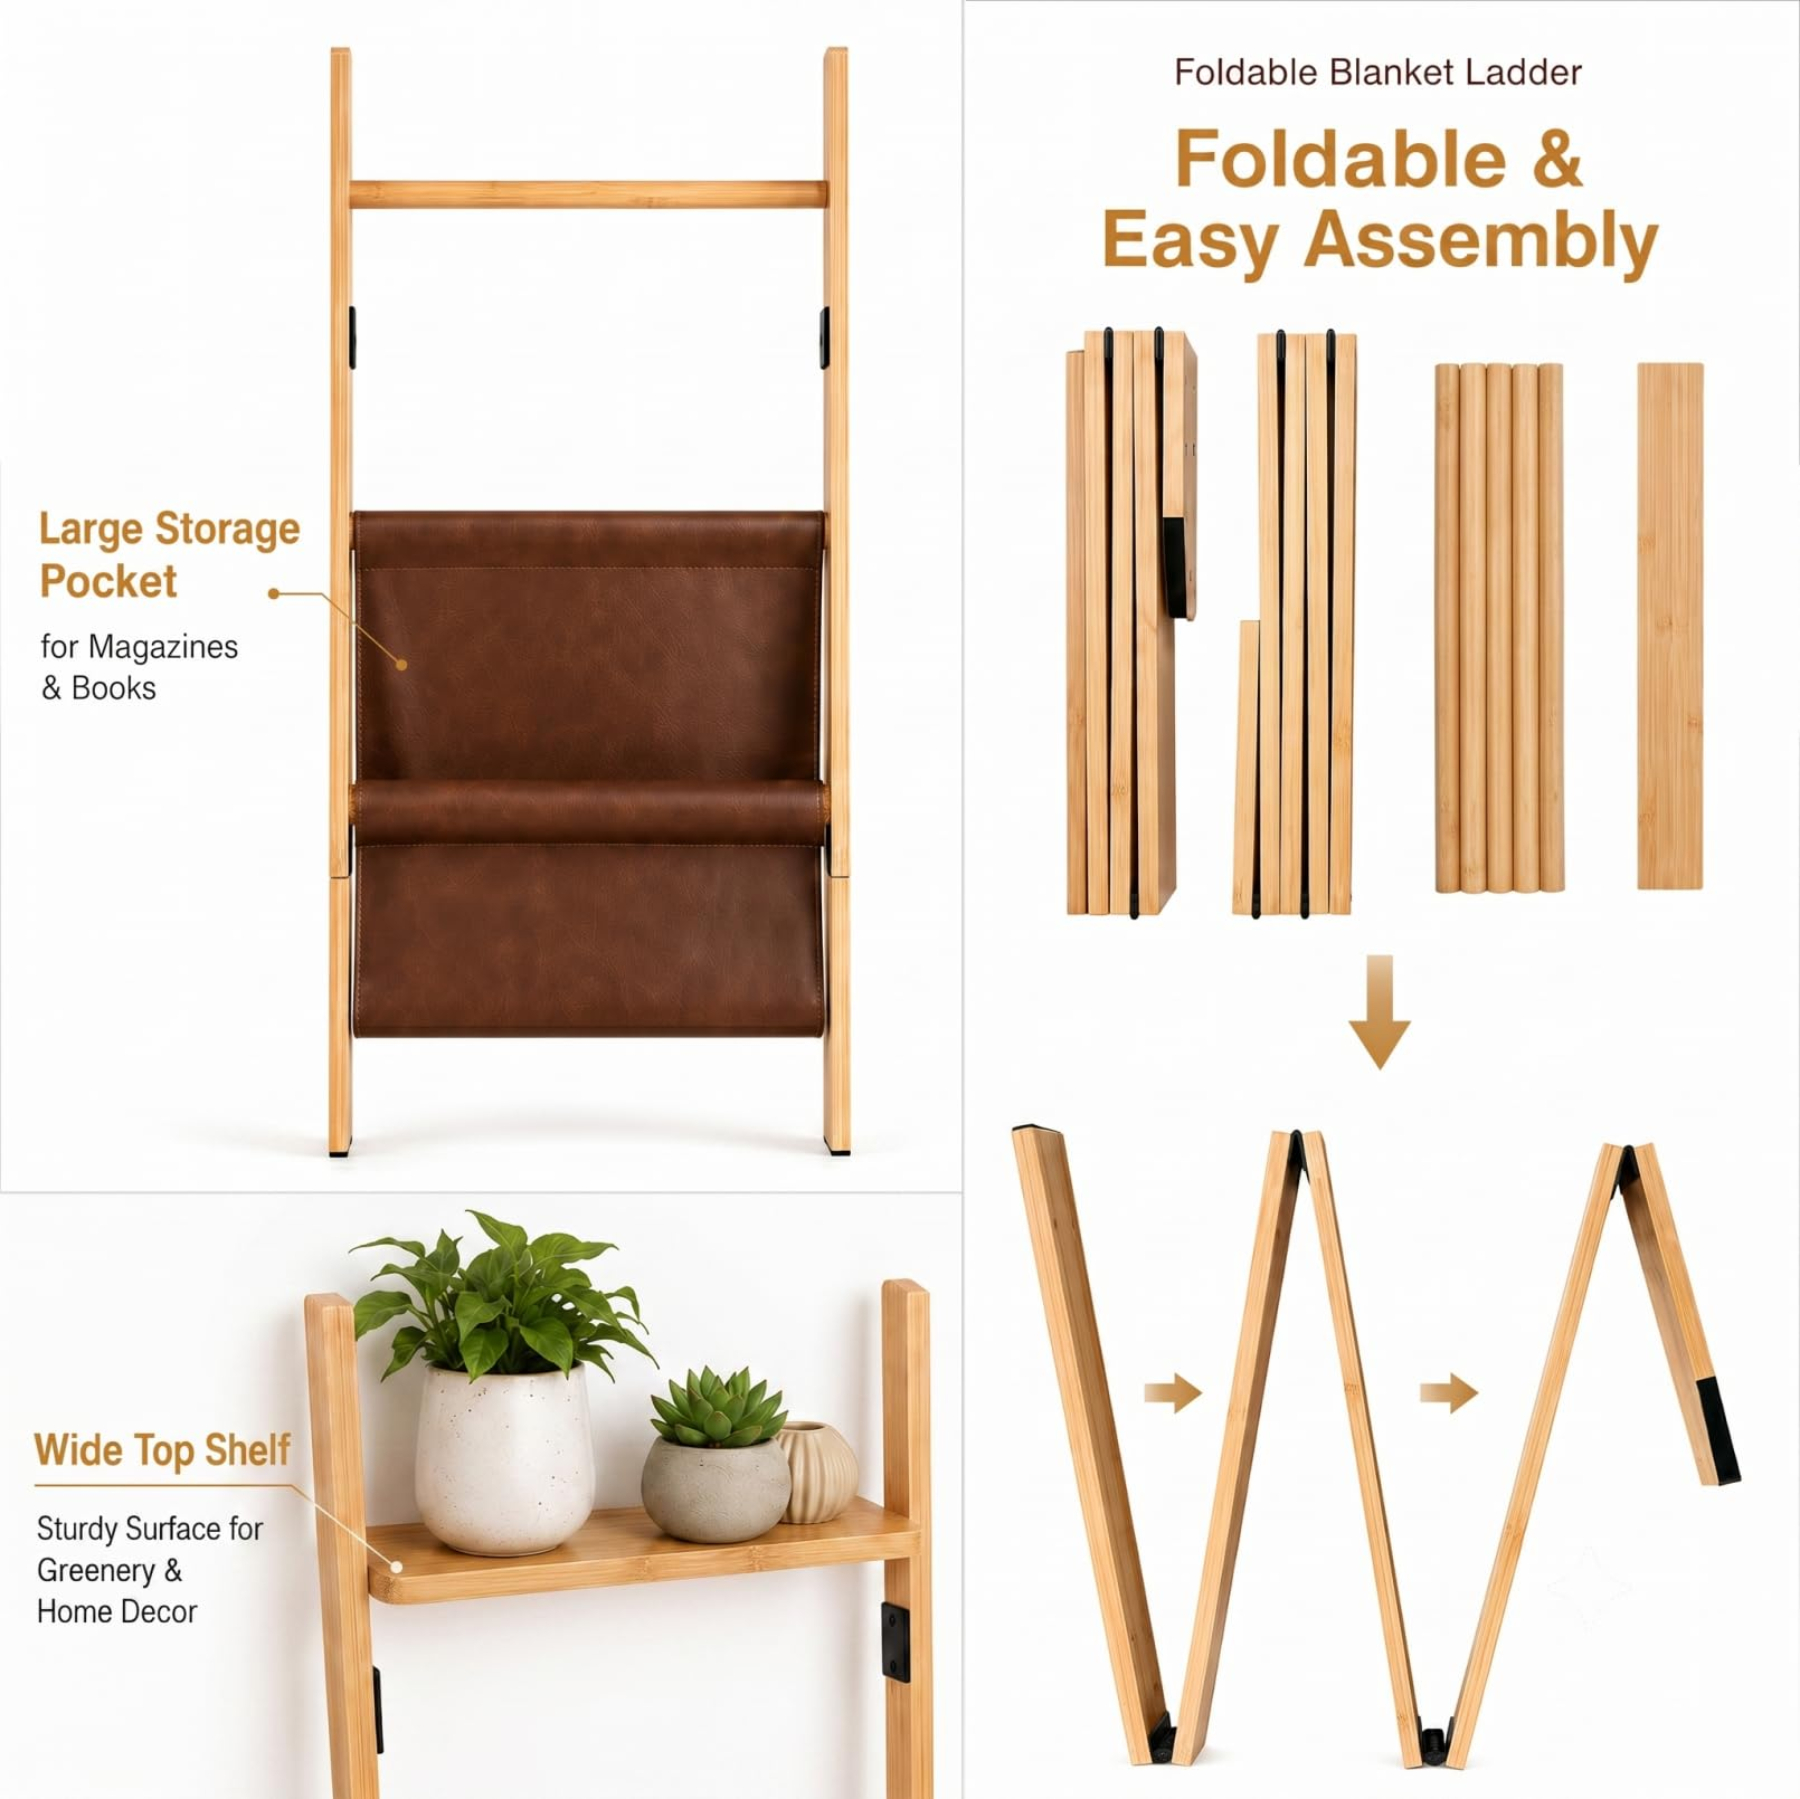 Large Storage
Pocket
for Magazines
& Books
Wide Top Shelf
Sturdy Surface for
Greenery &
Home Decor
Foldable Blanket Ladder
Foldable &
Easy Assembly